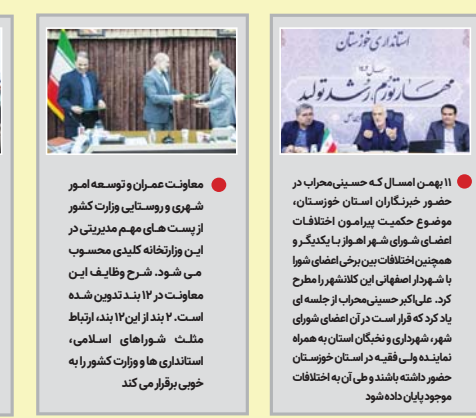 استانداری خوزستان
مهار تورم، رشد تولید
۱۱ بهمن امسال که حسینی‌محراب در
حضور خبرنگاران استان خوزستان،
موضوع حکمیت پیرامون اختلافات
اعضای شورای شهر اهواز با یکدیگر و
همچنین اختلافات بین برخی اعضای شورا
با شهردار اصفهانی این کلانشهر را مطرح
کرد. علی‌اکبر حسینی‌محراب از جلسه ای
یاد کرد که قرار است در آن اعضای شورای
شهر، شهرداری و نخبگان استان به همراه
نماینده ولی فقیه در استان خوزستان
حضور داشته باشند و طی آن به اختلافات
موجود پایان داده شود
معاونت عمران و توسعه امور
شهری و روستایی وزارت کشور
از پست های مهم مدیریتی در
این وزارتخانه کلیدی محسوب
می شود. شرح وظایف این
معاونت در ۱۲ بند تدوین شده
است. ۲ بند از این ۱۲ بند، ارتباط
مثلث شوراهای اسلامی،
استانداری ها و وزارت کشور را به
خوبی برقرار می کند